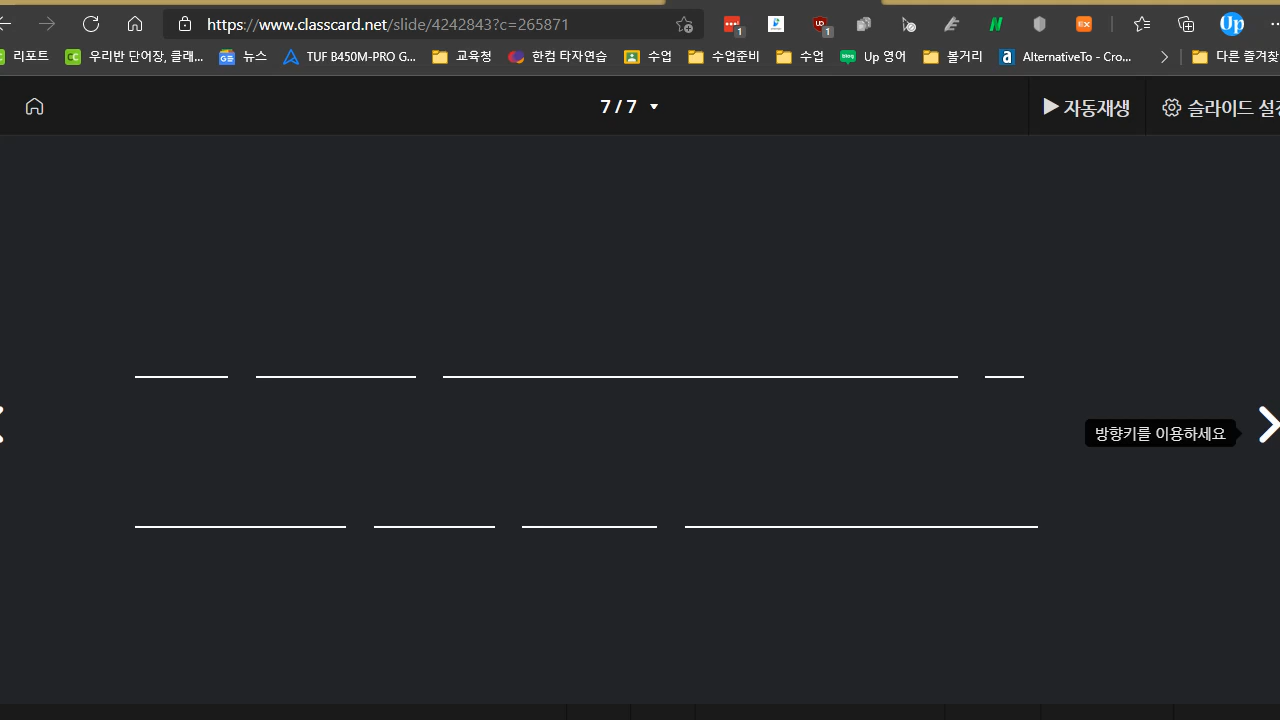 https://www.classcard.net/slide/4242843?c=265871
리포트 우리반 단어장, 클래... 뉴스 TUF B450M-PRO G... 교육청 한컴 타자연습 수업 수업준비 수업 Up 영어 볼거리 AlternativeTo - Cro... 다른 즐겨찾
7 / 7 자동재생 슬라이드 설정
방향키를 이용하세요